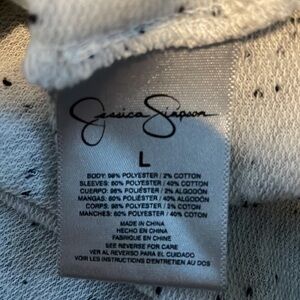 Jessica Simpson
L
BODY: 98% POLYESTER / 2% COTTON
SLEEVES: 60% POLYESTER / 40% COTTON
CUERPO: 98% POLIÉSTER / 2% ALGODÓN
MANGAS: 60% POLIÉSTER / 40% ALGODÓN
CORPS: 98% POLYESTER / 2% COTON
MANCHES: 60% POLYESTER / 40% COTON
MADE IN CHINA
HECHO EN CHINA
FABRIQUÉ EN CHINE
SEE REVERSE FOR CARE
VER AL REVERSO PARA EL CUIDADO
VOIR LES INSTRUCTIONS D'ENTRETIEN AU DOS